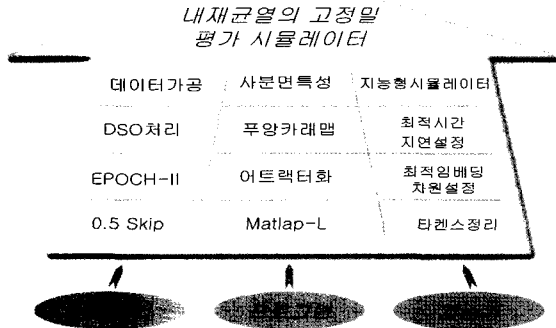 내재균열의 고정밀
평가 시뮬레이터
데이터가공 사분면특성 지능형시뮬레이터
DSO처리 푸앙카래맵 최적시간
지연설정
EPOCH-II 어트랙터화 최적임베딩
차원설정
0.5 Skip Matlap-L 타켄스정리